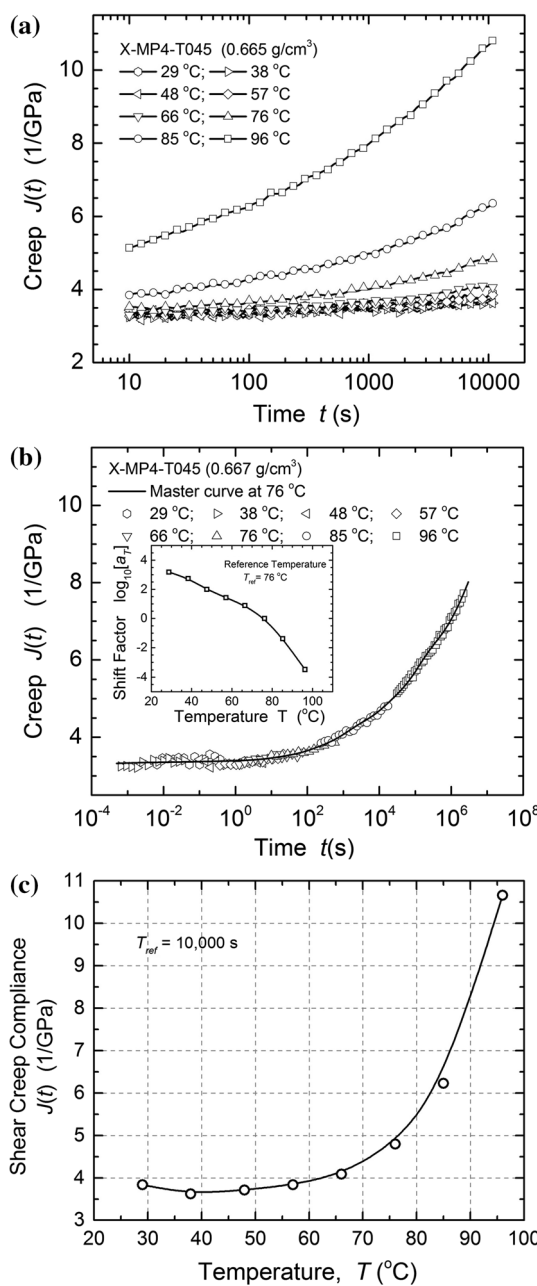 (a)
X-MP4-T045 (0.665 g/cm³)
29 °C; 38 °C
48 °C; 57 °C
66 °C; 76 °C
85 °C; 96 °C
10
8
6
4
2
Creep J(t) (1/GPa)
10 100 1000 10000
Time t (s)
(b)
X-MP4-T045 (0.667 g/cm³)
Master curve at 76 °C
29 °C; 38 °C; 48 °C; 57 °C
66 °C; 76 °C; 85 °C; 96 °C
10
8
6
4
Creep J(t) (1/GPa)
Reference Temperature
T_ref = 76 °C
4
2
0
-2
-4
Shift Factor log₁₀[a_T]
20 40 60 80 100
Temperature T (°C)
10⁻⁴ 10⁻² 10⁰ 10² 10⁴ 10⁶ 10⁸
Time t(s)
(c)
T_ref = 10,000 s
11
10
9
8
7
6
5
4
3
Shear Creep Compliance
J(t) (1/GPa)
20 30 40 50 60 70 80 90 100
Temperature, T (°C)